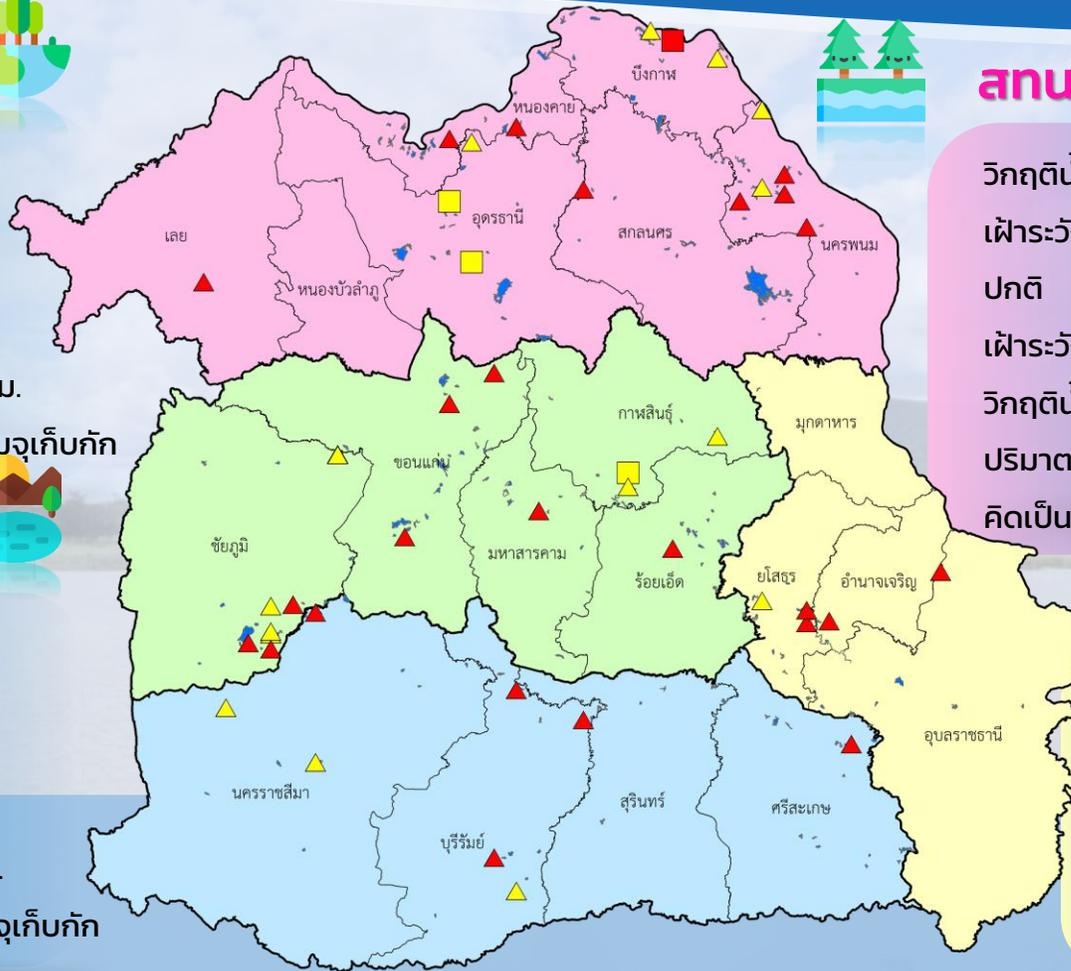 สทน
วิกฤติน้
เฝ้าระวั
ปกติ
เฝ้าระวั
วิกฤติน้
ปริมาต
คิดเป็น
ม.
มจุเก็บกัก
จุเก็บกัก
บึงกาฬ
หนองคาย
อุดรธานี
เลย
สกลนคร
นครพนม
หนองบัวลำภู
กาฬสินธุ์
มุกดาหาร
ขอนแก่น
ชัยภูมิ
มหาสารคาม
ร้อยเอ็ด
ยโสธร
อำนาจเจริญ
อุบลราชธานี
นครราชสีมา
สุรินทร์
ศรีสะเกษ
บุรีรัมย์